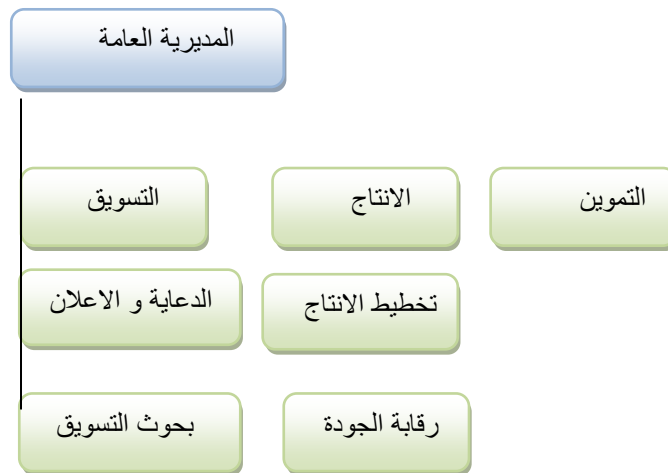 المديرية العامة
التموين
الانتاج
التسويق
تخطيط الانتاج
الدعاية و الاعلان
رقابة الجودة
بحوث التسويق